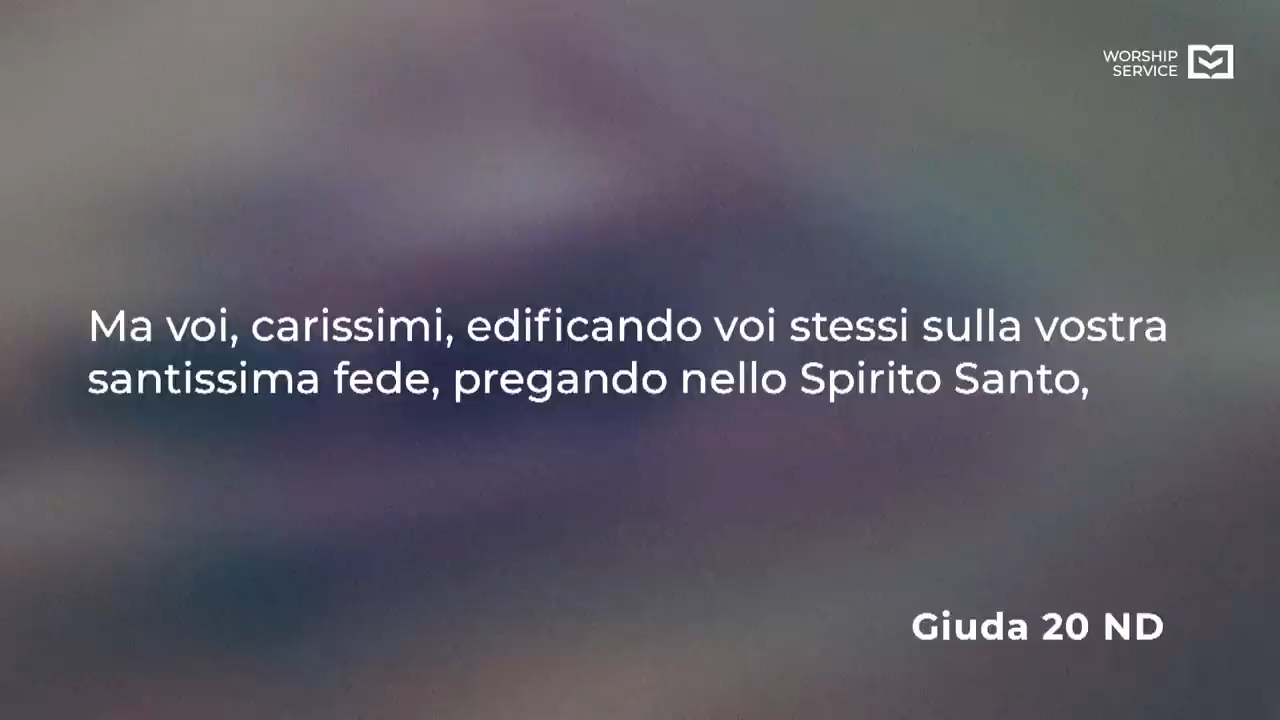 WORSHIP
SERVICE
Ma voi, carissimi, edificando voi stessi sulla vostra
santissima fede, pregando nello Spirito Santo,
Giuda 20 ND